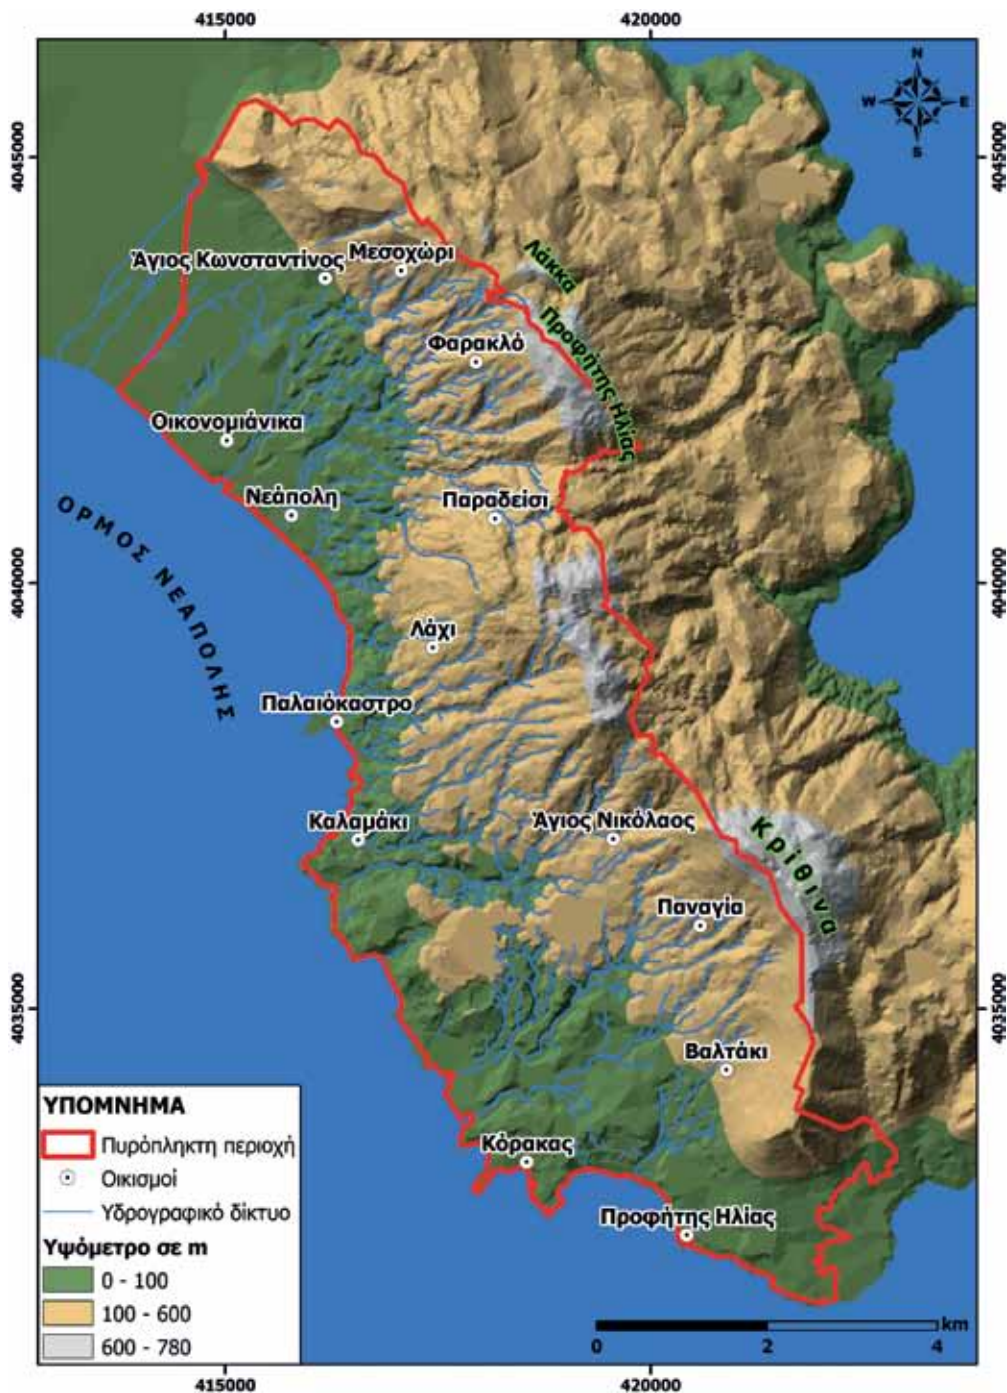 415000
420000
N
W
E
S
4045000
4045000
Λάκκα
Άγιος Κωνσταντίνος
Μεσοχώρι
Προφήτης Ηλίας
Φαρακλό
Οικονομιάνικα
Νεάπολη
Παραδείσι
ΟΡΜΟΣ ΝΕΑΠΟΛΗΣ
4040000
4040000
Λάχι
Παλαιόκαστρο
Καλαμάκι
Άγιος Νικόλαος
Κρίθινα
Παναγία
4035000
4035000
Βαλτάκι
Κόρακας
Προφήτης Ηλίας
ΥΠΟΜΝΗΜΑ
Πυρόπληκτη περιοχή
Οικισμοί
Υδρογραφικό δίκτυο
Υψόμετρο σε m
0 - 100
100 - 600
600 - 780
km
0 2 4
415000
420000